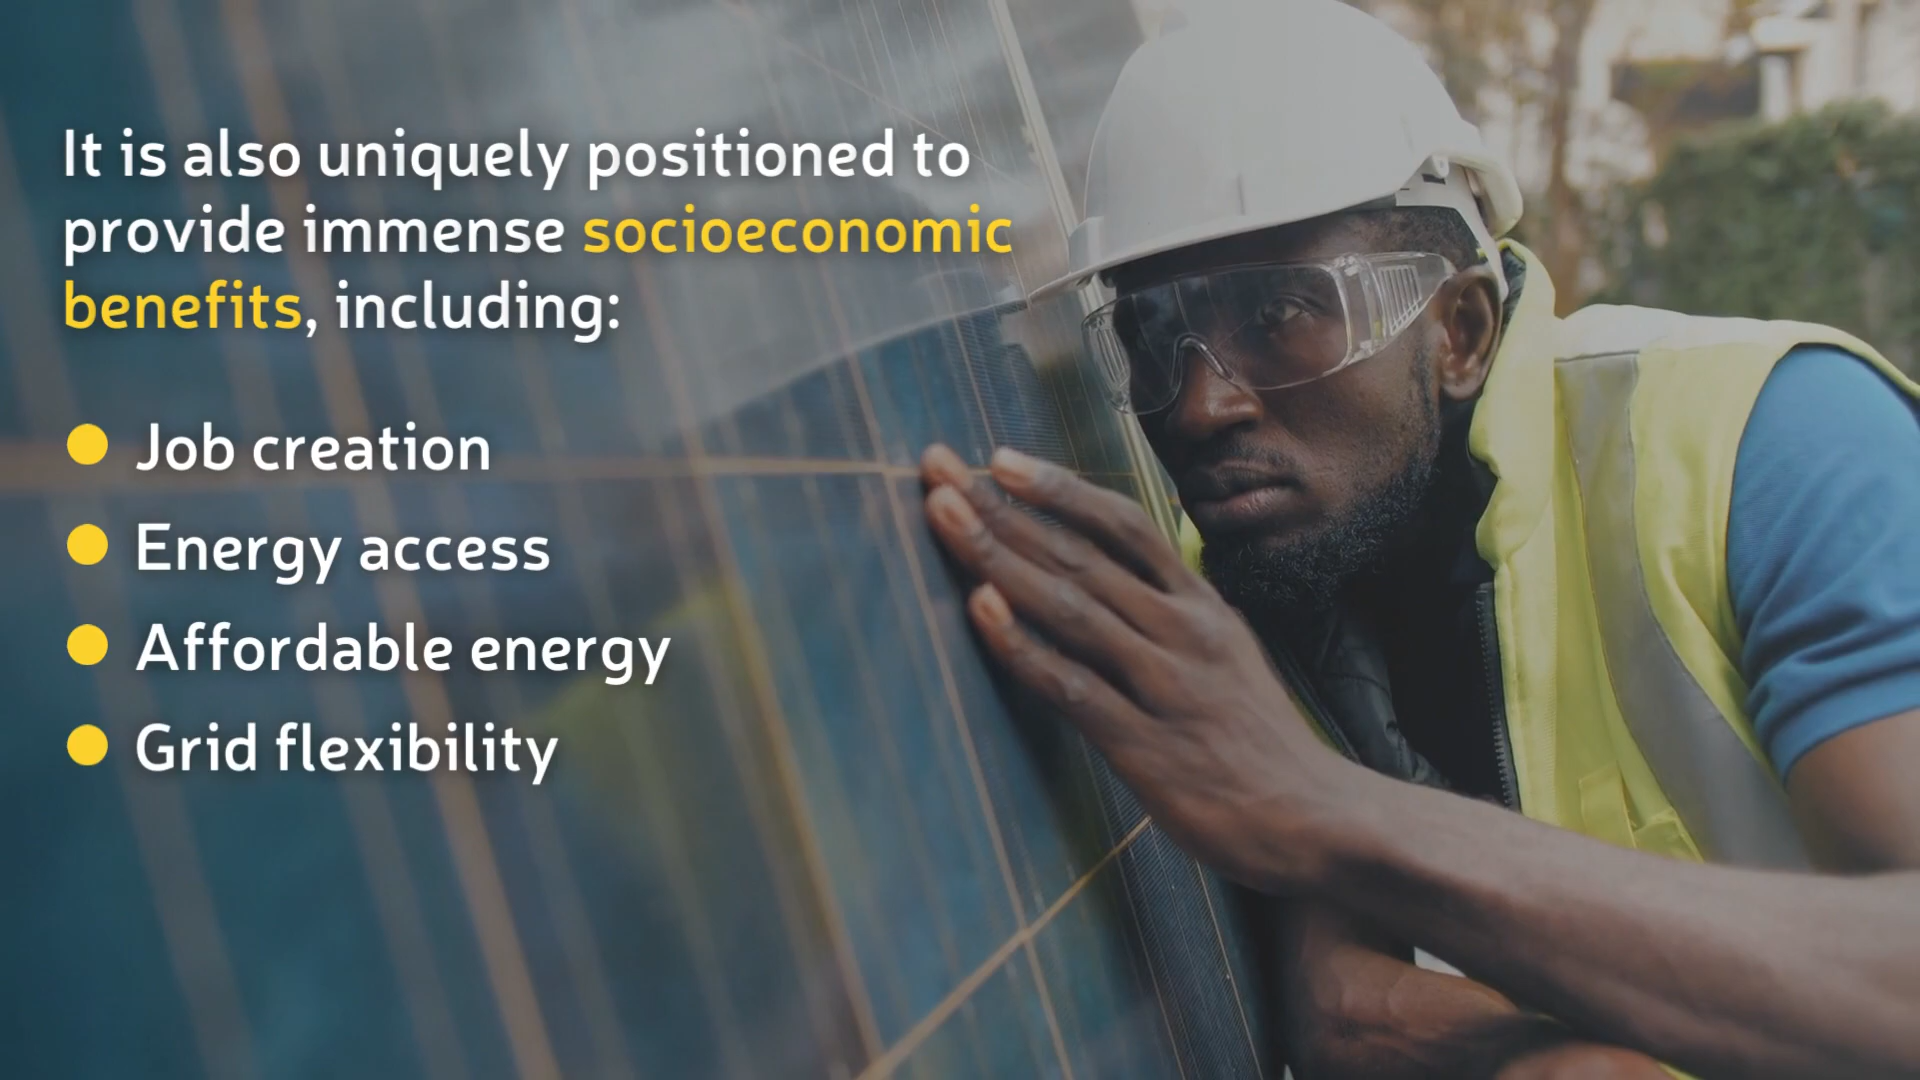 It is also uniquely positioned to
provide immense socioeconomic
benefits, including:
Job creation
Energy access
Affordable energy
Grid flexibility